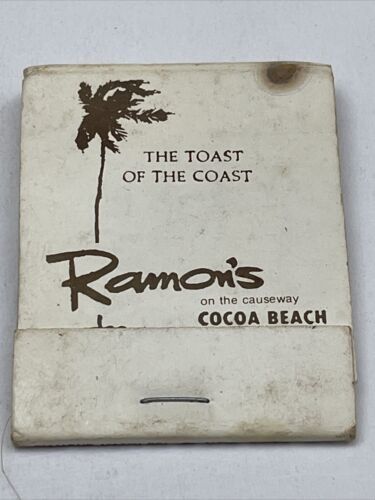 THE TOAST
OF THE COAST
Ramon's
on the causeway
COCOA BEACH